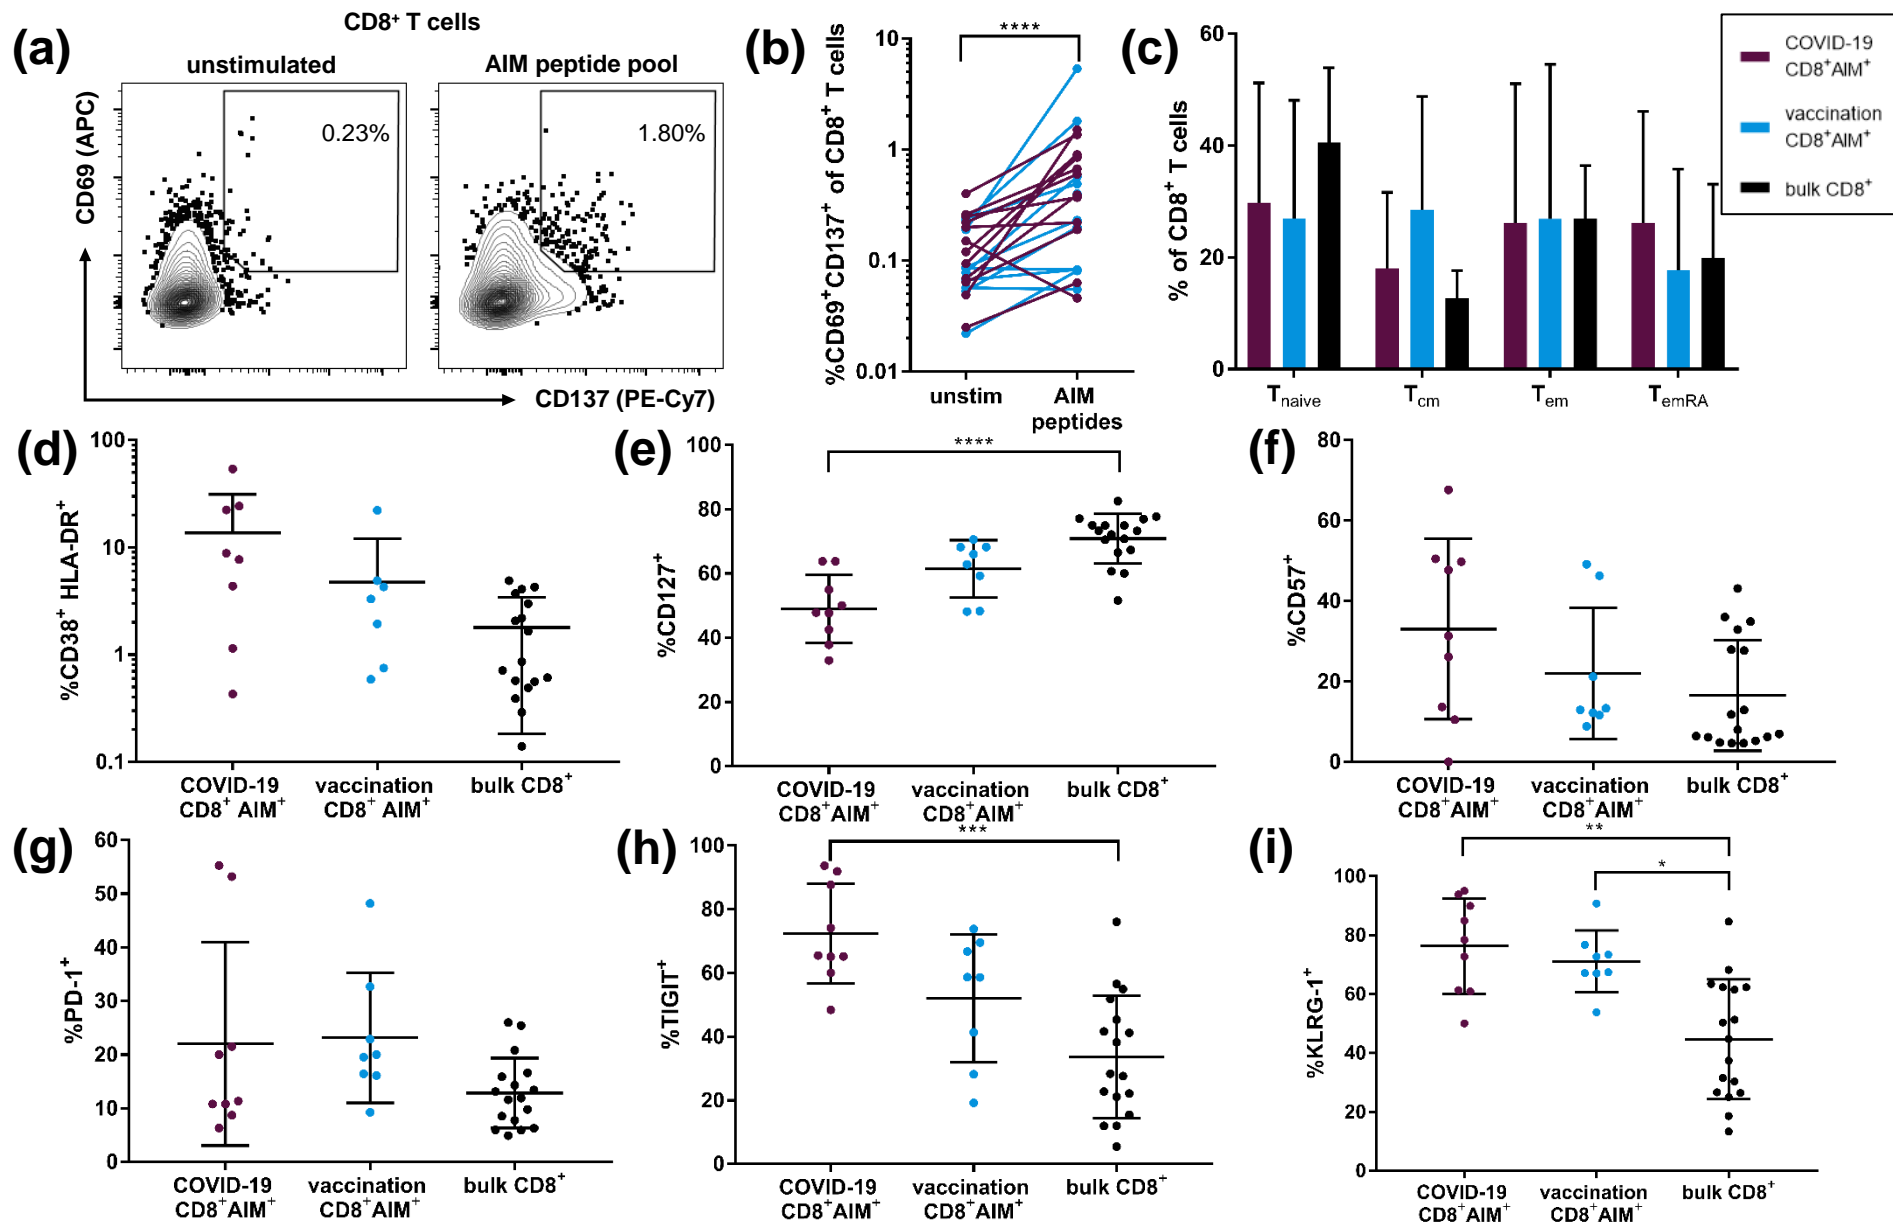 (a)
CD8⁺ T cells
unstimulated
AIM peptide pool
0.23%
1.80%
CD69 (APC)
CD137 (PE-Cy7)
(b)
****
%CD69⁺CD137⁺ of CD8⁺ T cells
10
1
0.1
0.01
unstim
AIM
peptides
(c)
% of CD8⁺ T cells
60
40
20
0
Tnaive
Tcm
Tem
TemRA
COVID-19
CD8⁺AIM⁺
vaccination
CD8⁺AIM⁺
bulk CD8⁺
(d)
%CD38⁺ HLA-DR⁺
100
10
1
0.1
COVID-19
CD8⁺ AIM⁺
vaccination
CD8⁺ AIM⁺
bulk CD8⁺
(e)
****
%CD127⁺
100
80
60
40
20
0
COVID-19
CD8⁺AIM⁺
vaccination
CD8⁺AIM⁺
bulk CD8⁺
(f)
%CD57⁺
80
60
40
20
0
COVID-19
CD8⁺AIM⁺
vaccination
CD8⁺AIM⁺
bulk CD8⁺
(g)
%PD-1⁺
60
50
40
30
20
10
0
COVID-19
CD8⁺AIM⁺
vaccination
CD8⁺AIM⁺
bulk CD8⁺
(h)
***
%TIGIT⁺
100
80
60
40
20
0
COVID-19
CD8⁺AIM⁺
vaccination
CD8⁺AIM⁺
bulk CD8⁺
(i)
**
*
%KLRG-1⁺
100
80
60
40
20
0
COVID-19
CD8⁺AIM⁺
vaccination
CD8⁺AIM⁺
bulk CD8⁺